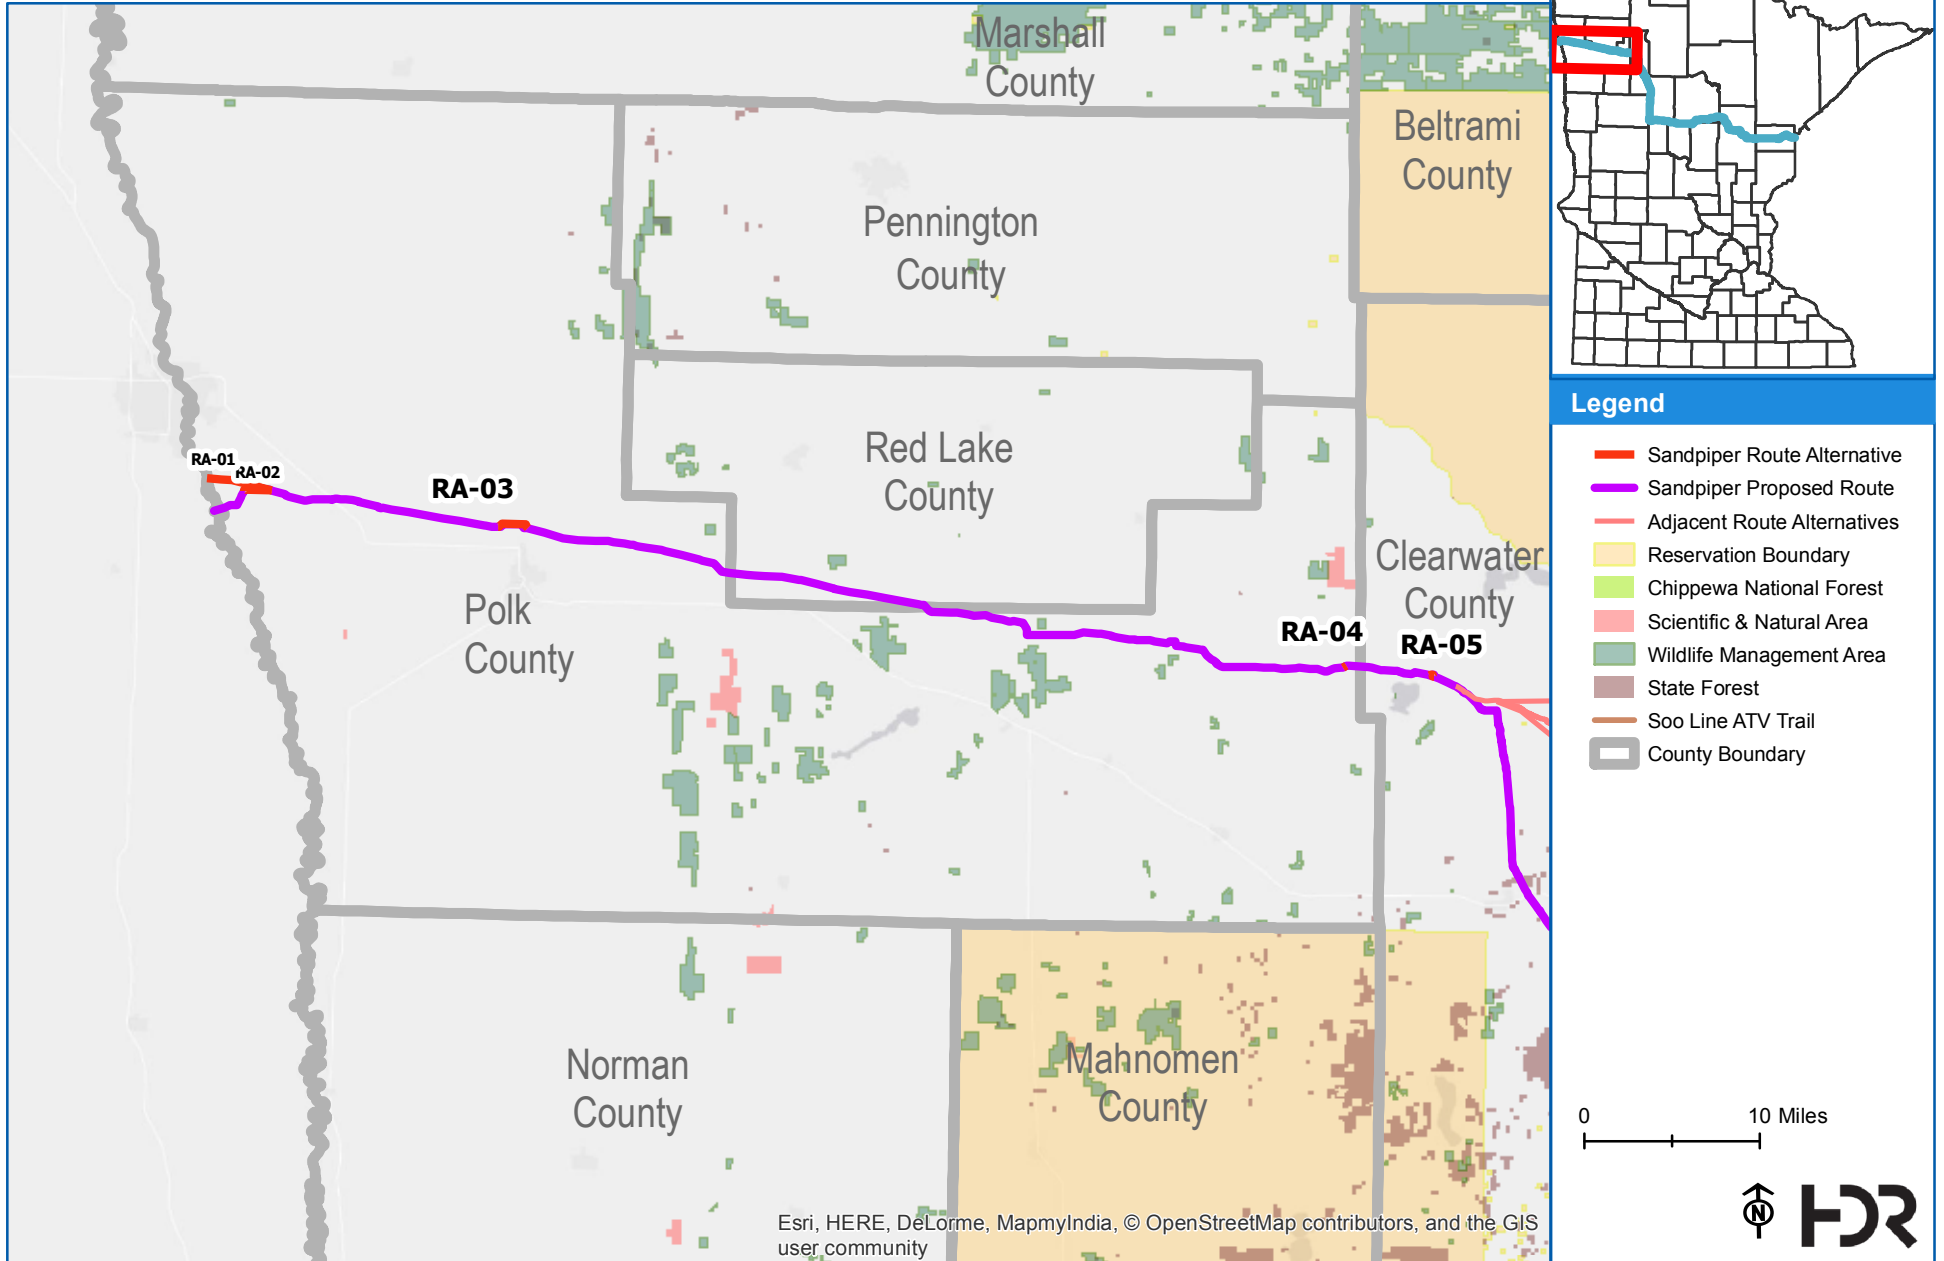 Marshall
County
Beltrami
County
Pennington
County
Red Lake
County
RA-01
RA-02
RA-03
Clearwater
County
Polk
County
RA-04
RA-05
Norman
County
Mahnomen
County
Esri, HERE, DeLorme, MapmyIndia, © OpenStreetMap contributors, and the GIS
user community
Legend
Sandpiper Route Alternative
Sandpiper Proposed Route
Adjacent Route Alternatives
Reservation Boundary
Chippewa National Forest
Scientific & Natural Area
Wildlife Management Area
State Forest
Soo Line ATV Trail
County Boundary
0 10 Miles
N
HDR